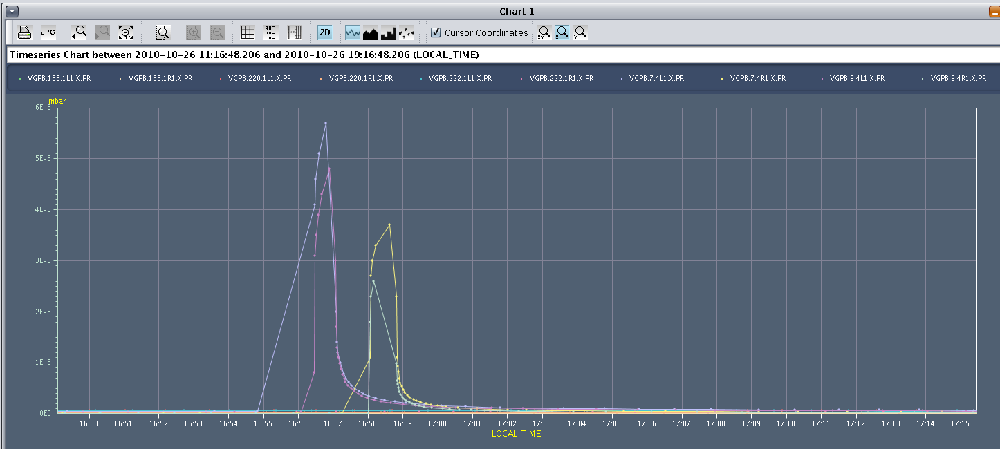 Chart 1
JPG 2D Cursor Coordinates XY X Y
Timeseries Chart between 2010-10-26 11:16:48.206 and 2010-10-26 19:16:48.206 (LOCAL_TIME)
VGPB.188.1L1.X.PR VGPB.188.1R1.X.PR VGPB.220.1L1.X.PR VGPB.220.1R1.X.PR VGPB.222.1L1.X.PR VGPB.222.1R1.X.PR VGPB.7.4L1.X.PR VGPB.7.4R1.X.PR VGPB.9.4L1.X.PR VGPB.9.4R1.X.PR
mbar
6E-8
5E-8
4E-8
3E-8
2E-8
1E-8
0E0
16:50 16:51 16:52 16:53 16:54 16:55 16:56 16:57 16:58 16:59 17:00 17:01 17:02 17:03 17:04 17:05 17:06 17:07 17:08 17:09 17:10 17:11 17:12 17:13 17:14 17:15
LOCAL_TIME